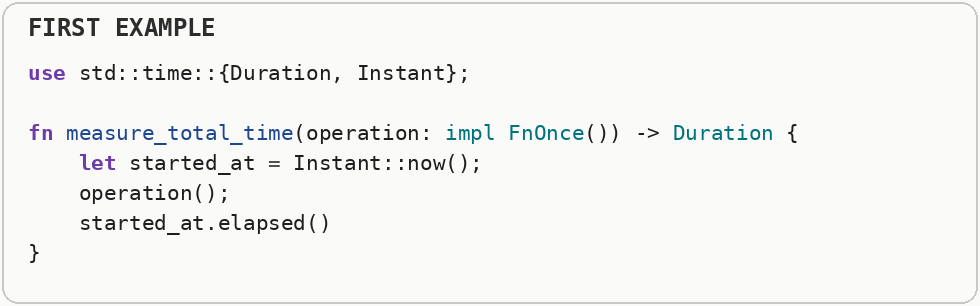 FIRST EXAMPLE
use std::time::{Duration, Instant};
fn measure_total_time(operation: impl FnOnce()) -> Duration {
    let started_at = Instant::now();
    operation();
    started_at.elapsed()
}